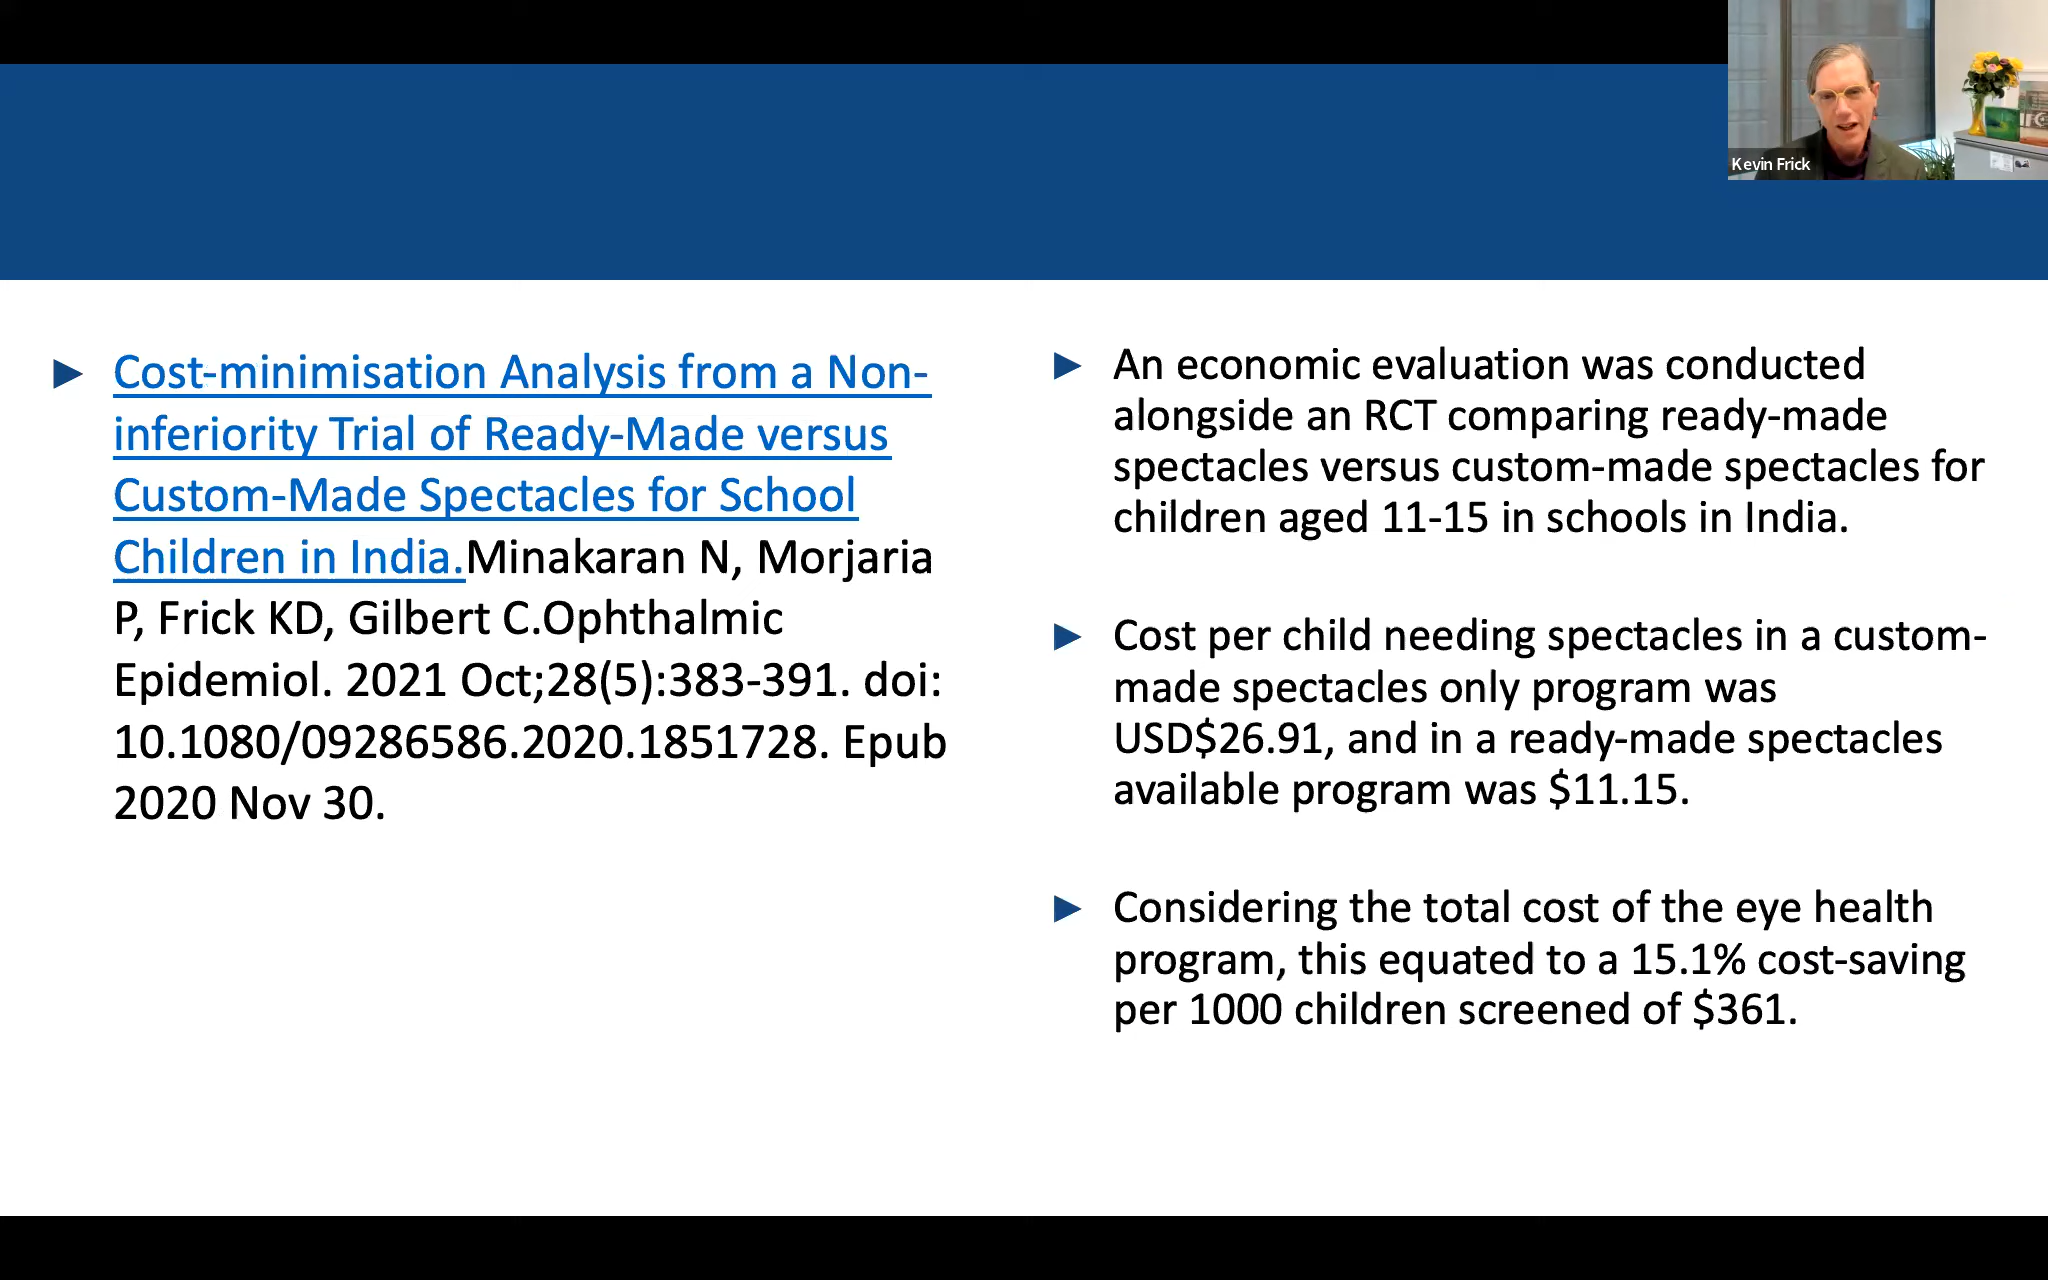 Kevin Frick
► Cost-minimisation Analysis from a Non-
inferiority Trial of Ready-Made versus
Custom-Made Spectacles for School
Children in India.Minakaran N, Morjaria
P, Frick KD, Gilbert C.Ophthalmic
Epidemiol. 2021 Oct;28(5):383-391. doi:
10.1080/09286586.2020.1851728. Epub
2020 Nov 30.
► An economic evaluation was conducted
alongside an RCT comparing ready-made
spectacles versus custom-made spectacles for
children aged 11-15 in schools in India.
► Cost per child needing spectacles in a custom-
made spectacles only program was
USD$26.91, and in a ready-made spectacles
available program was $11.15.
► Considering the total cost of the eye health
program, this equated to a 15.1% cost-saving
per 1000 children screened of $361.